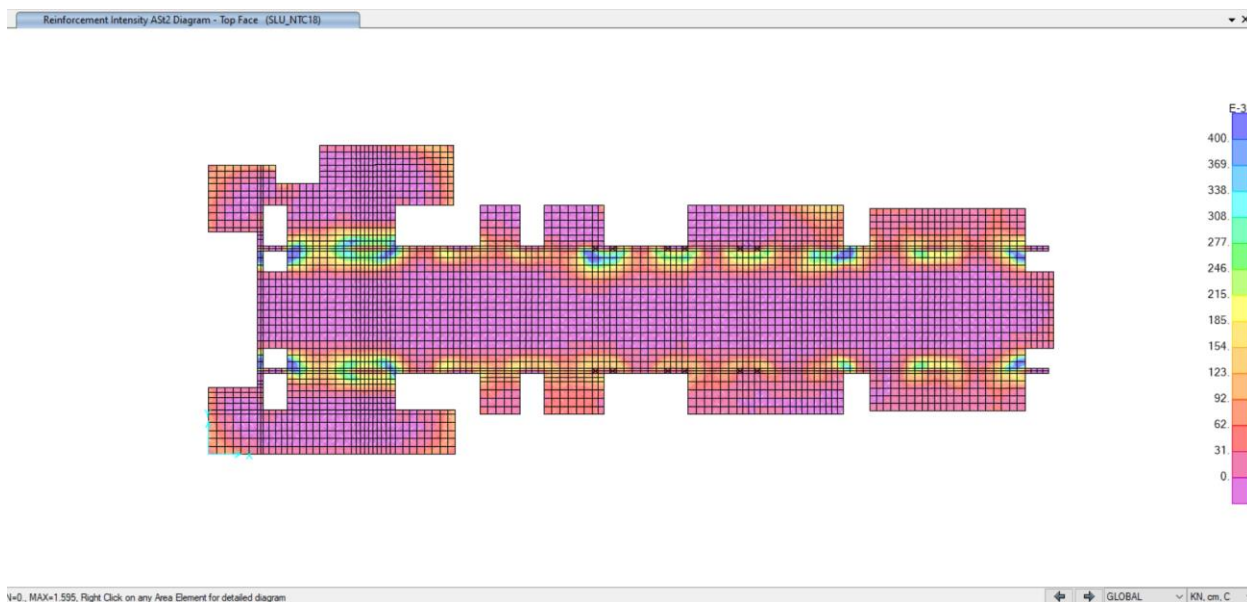 Reinforcement Intensity ASt2 Diagram - Top Face (SLU_NTC18)
E-3
400.
369.
338.
308.
277.
246.
215.
185.
154.
123.
92.
62.
31.
0.
N=0., MAX=1.595, Right Click on any Area Element for detailed diagram
GLOBAL
KN, cm, C